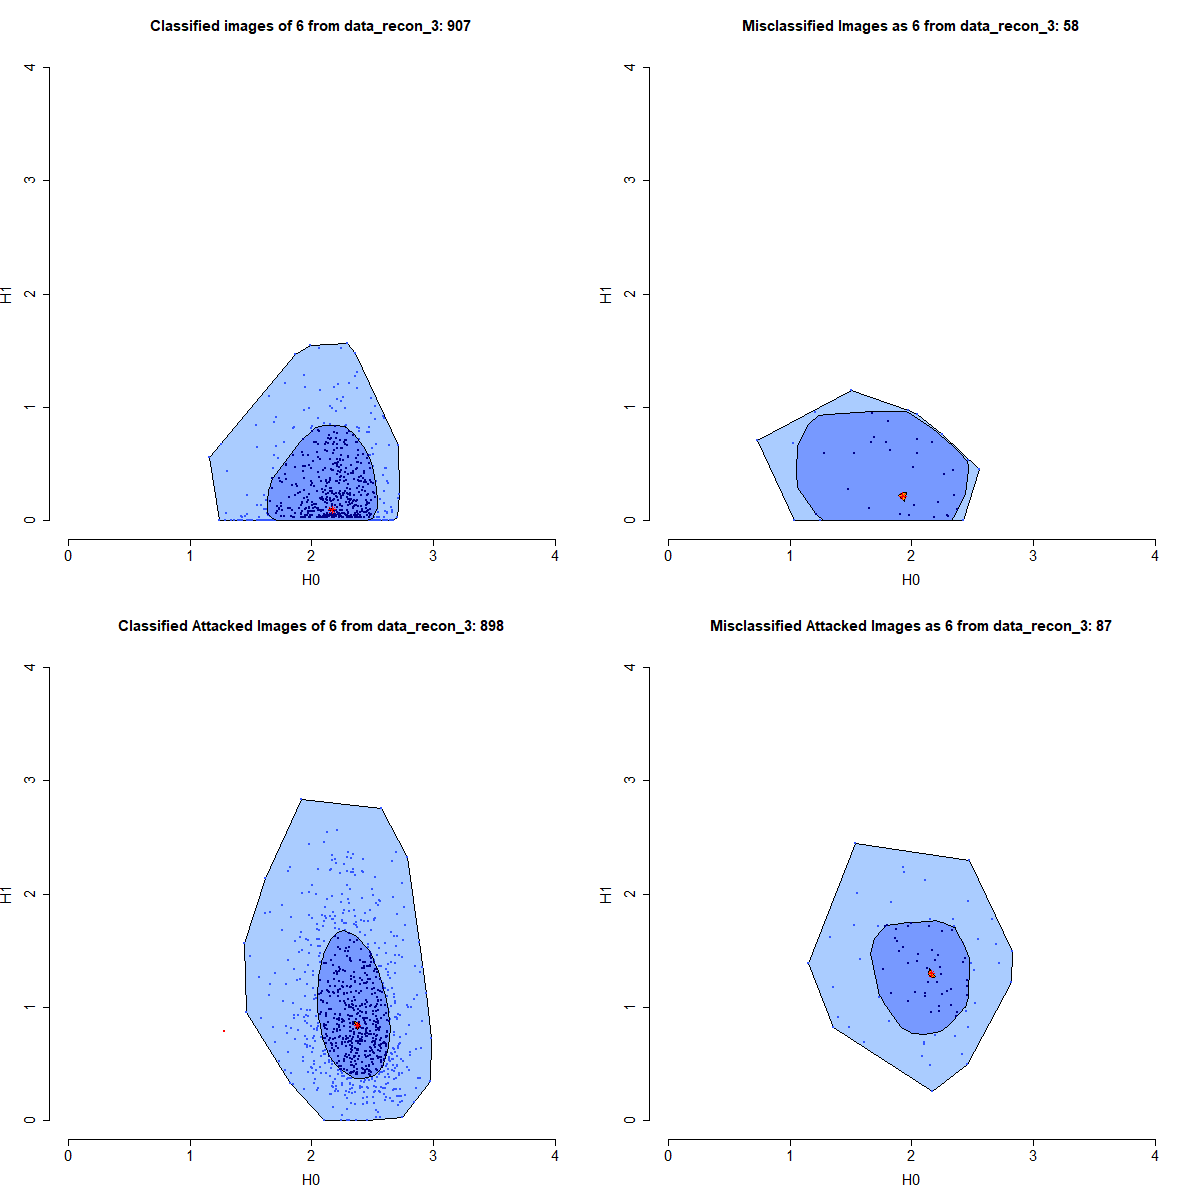 Classified images of 6 from data_recon_3: 907
4
3
2
1
0
H1
0 1 2 3 4
H0
Misclassified Images as 6 from data_recon_3: 58
4
3
2
1
0
H1
0 1 2 3 4
H0
Classified Attacked Images of 6 from data_recon_3: 898
4
3
2
1
0
H1
0 1 2 3 4
H0
Misclassified Attacked Images as 6 from data_recon_3: 87
4
3
2
1
0
H1
0 1 2 3 4
H0